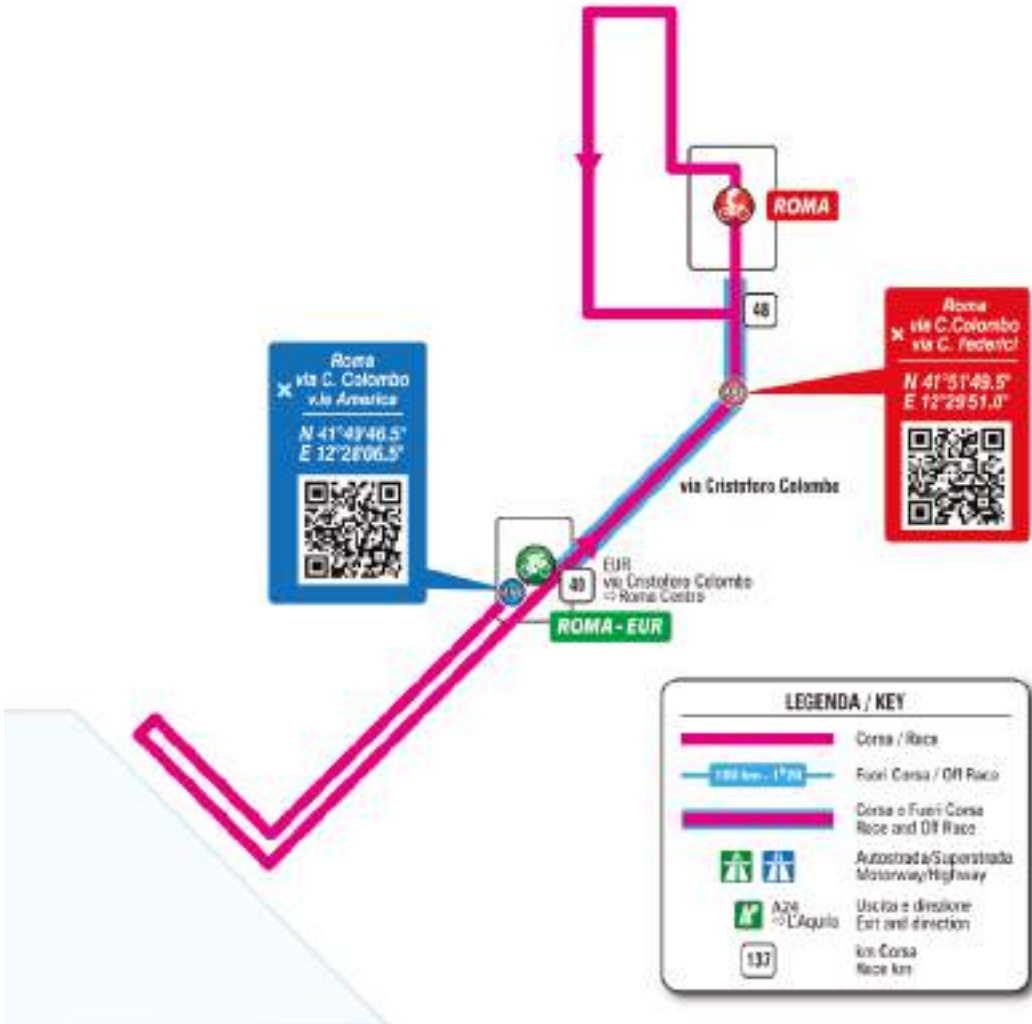 ROMA
48
Roma
via C.Colombo
via C. Federici
N 41°51'49.5"
E 12°29'51.0"
Roma
via C. Colombo
v.le America
N 41°49'46.5"
E 12°28'06.5"
via Cristoforo Colombo
EUR
via Cristoforo Colombo
⇨Roma Centro
40
ROMA - EUR
LEGENDA / KEY
Corsa / Race
Fuori Corsa / Off Race
Corsa e Fuori Corsa
Race and Off Race
Autostrada/Superstrada
Motorway/Highway
A24
⇨L'Aquila
Uscita e direzione
Exit and direction
137
km Corsa
Race km